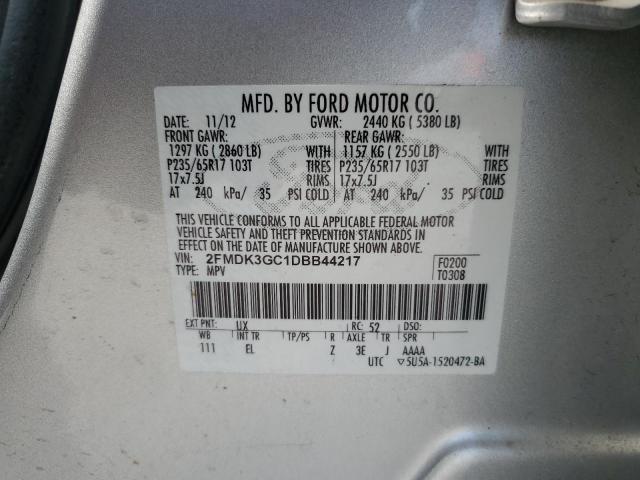 MFD. BY FORD MOTOR CO.
DATE: 11/12 GVWR: 2440 KG ( 5380 LB)
FRONT GAWR: REAR GAWR:
1297 KG ( 2860 LB) WITH 1157 KG ( 2550 LB) WITH
P235/65R17 103T TIRES P235/65R17 103T TIRES
17x7.5J RIMS 17x7.5J RIMS
AT 240 kPa/ 35 PSI COLD AT 240 kPa/ 35 PSI COLD
THIS VEHICLE CONFORMS TO ALL APPLICABLE FEDERAL MOTOR
VEHICLE SAFETY AND THEFT PREVENTION STANDARDS IN EFFECT
ON THE DATE OF MANUFACTURE SHOWN ABOVE.
VIN: 2FMDK3GC1DBB44217 F0200
TYPE: MPV T0308
EXT PNT: UX RC: 52 DSO:
WB INT TR TP/PS R AXLE TR SPR
111 EL Z 3E J AAAA
UTC ▽5U5A-1520472-BA